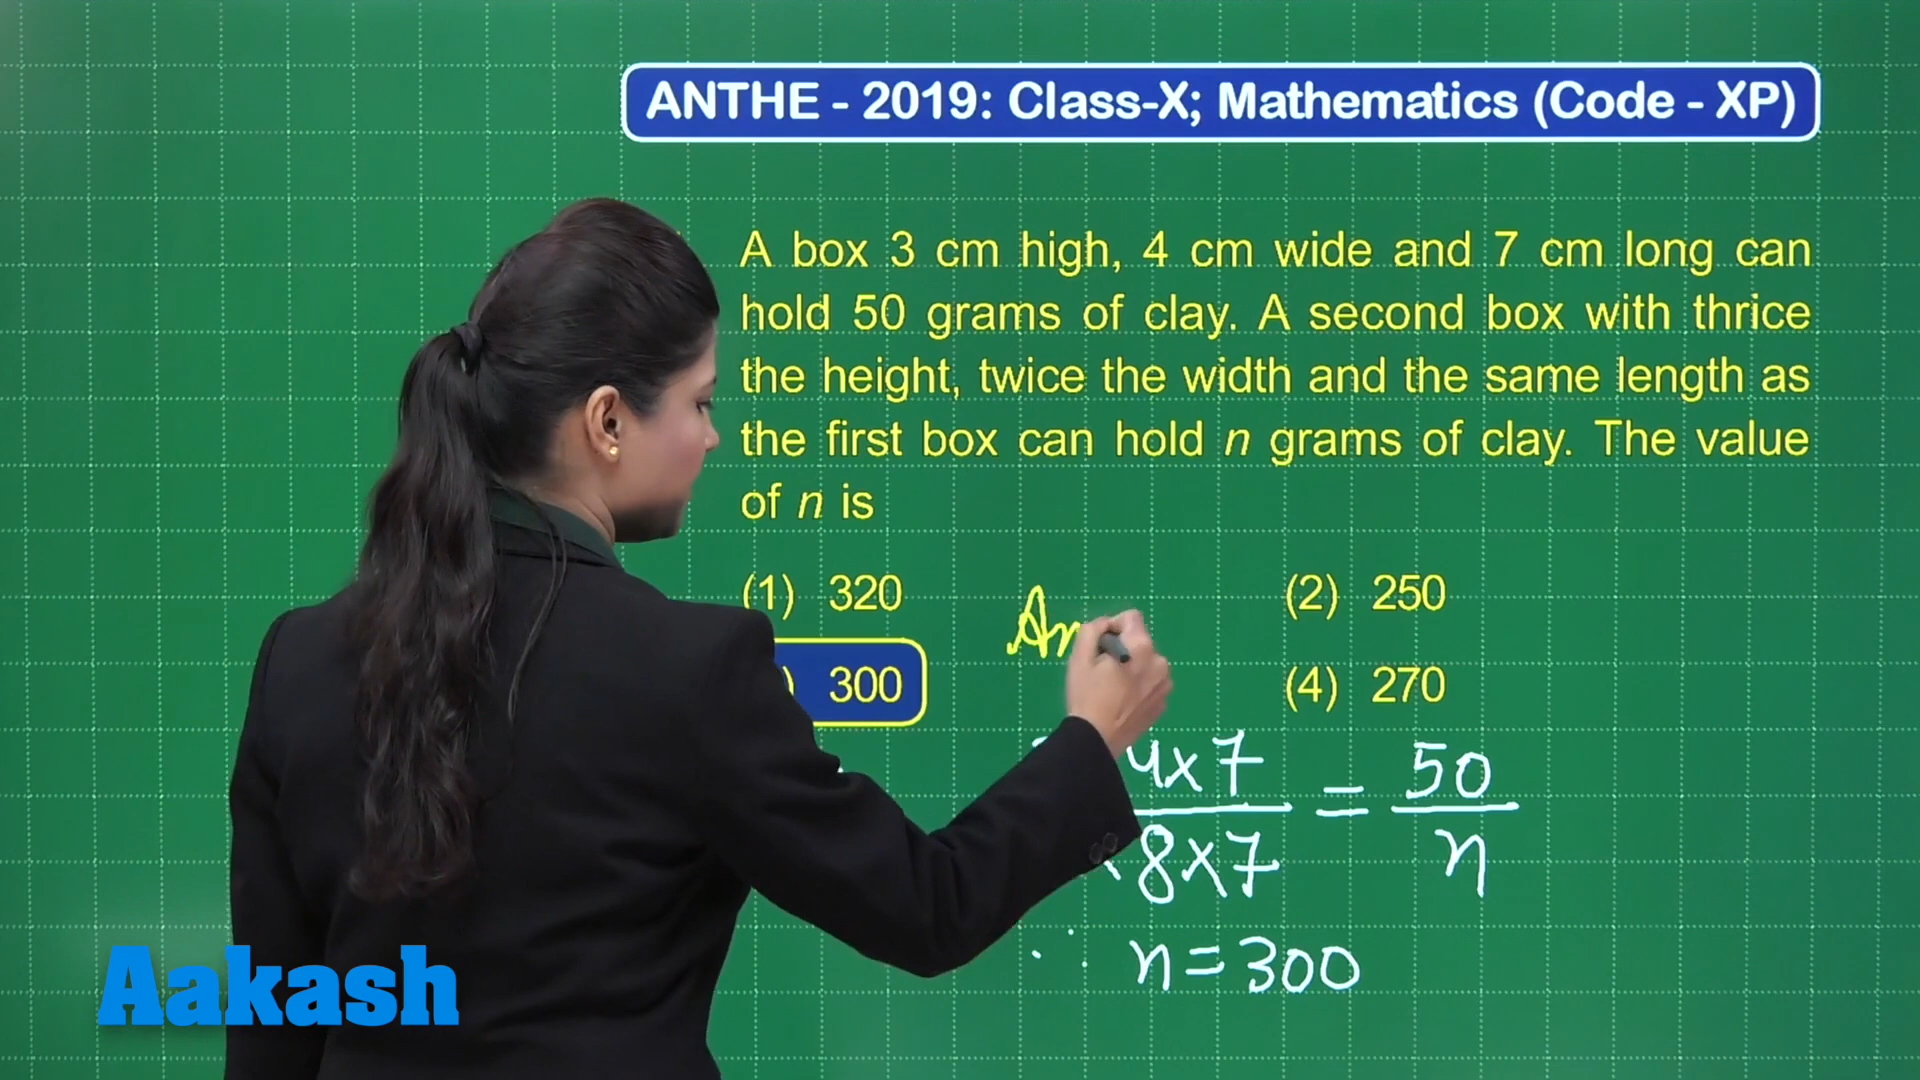 ANTHE - 2019: Class-X; Mathematics (Code - XP)
A box 3 cm high, 4 cm wide and 7 cm long can
hold 50 grams of clay. A second box with thrice
the height, twice the width and the same length as
the first box can hold n grams of clay. The value
of n is
(1) 320
(2) 250
) 300
(4) 270
An
4x7 = 50
8x7 n
∵ n=300
Aakash